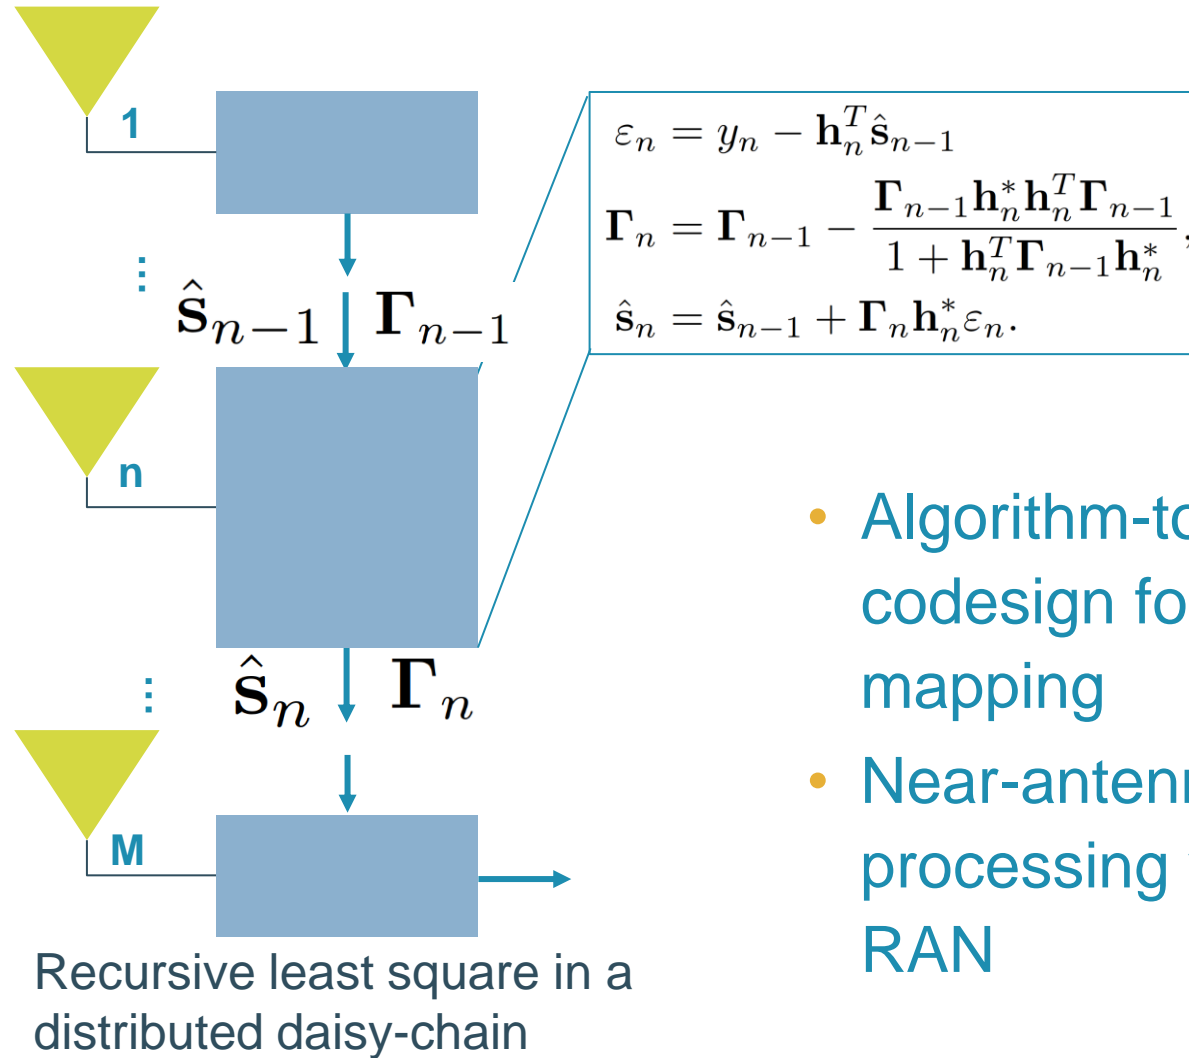 1
⋮
ŝ_{n−1} Γ_{n−1}
n
⋮
ŝ_n Γ_n
M
Recursive least square in a
distributed daisy-chain
ε_n = y_n − h_n^T ŝ_{n−1}
Γ_n = Γ_{n−1} − \frac{Γ_{n−1} h_n^* h_n^T Γ_{n−1}}{1 + h_n^T Γ_{n−1} h_n^*},
ŝ_n = ŝ_{n−1} + Γ_n h_n^* ε_n.
• Algorithm-to
codesign fo
mapping
• Near-antenn
processing
RAN